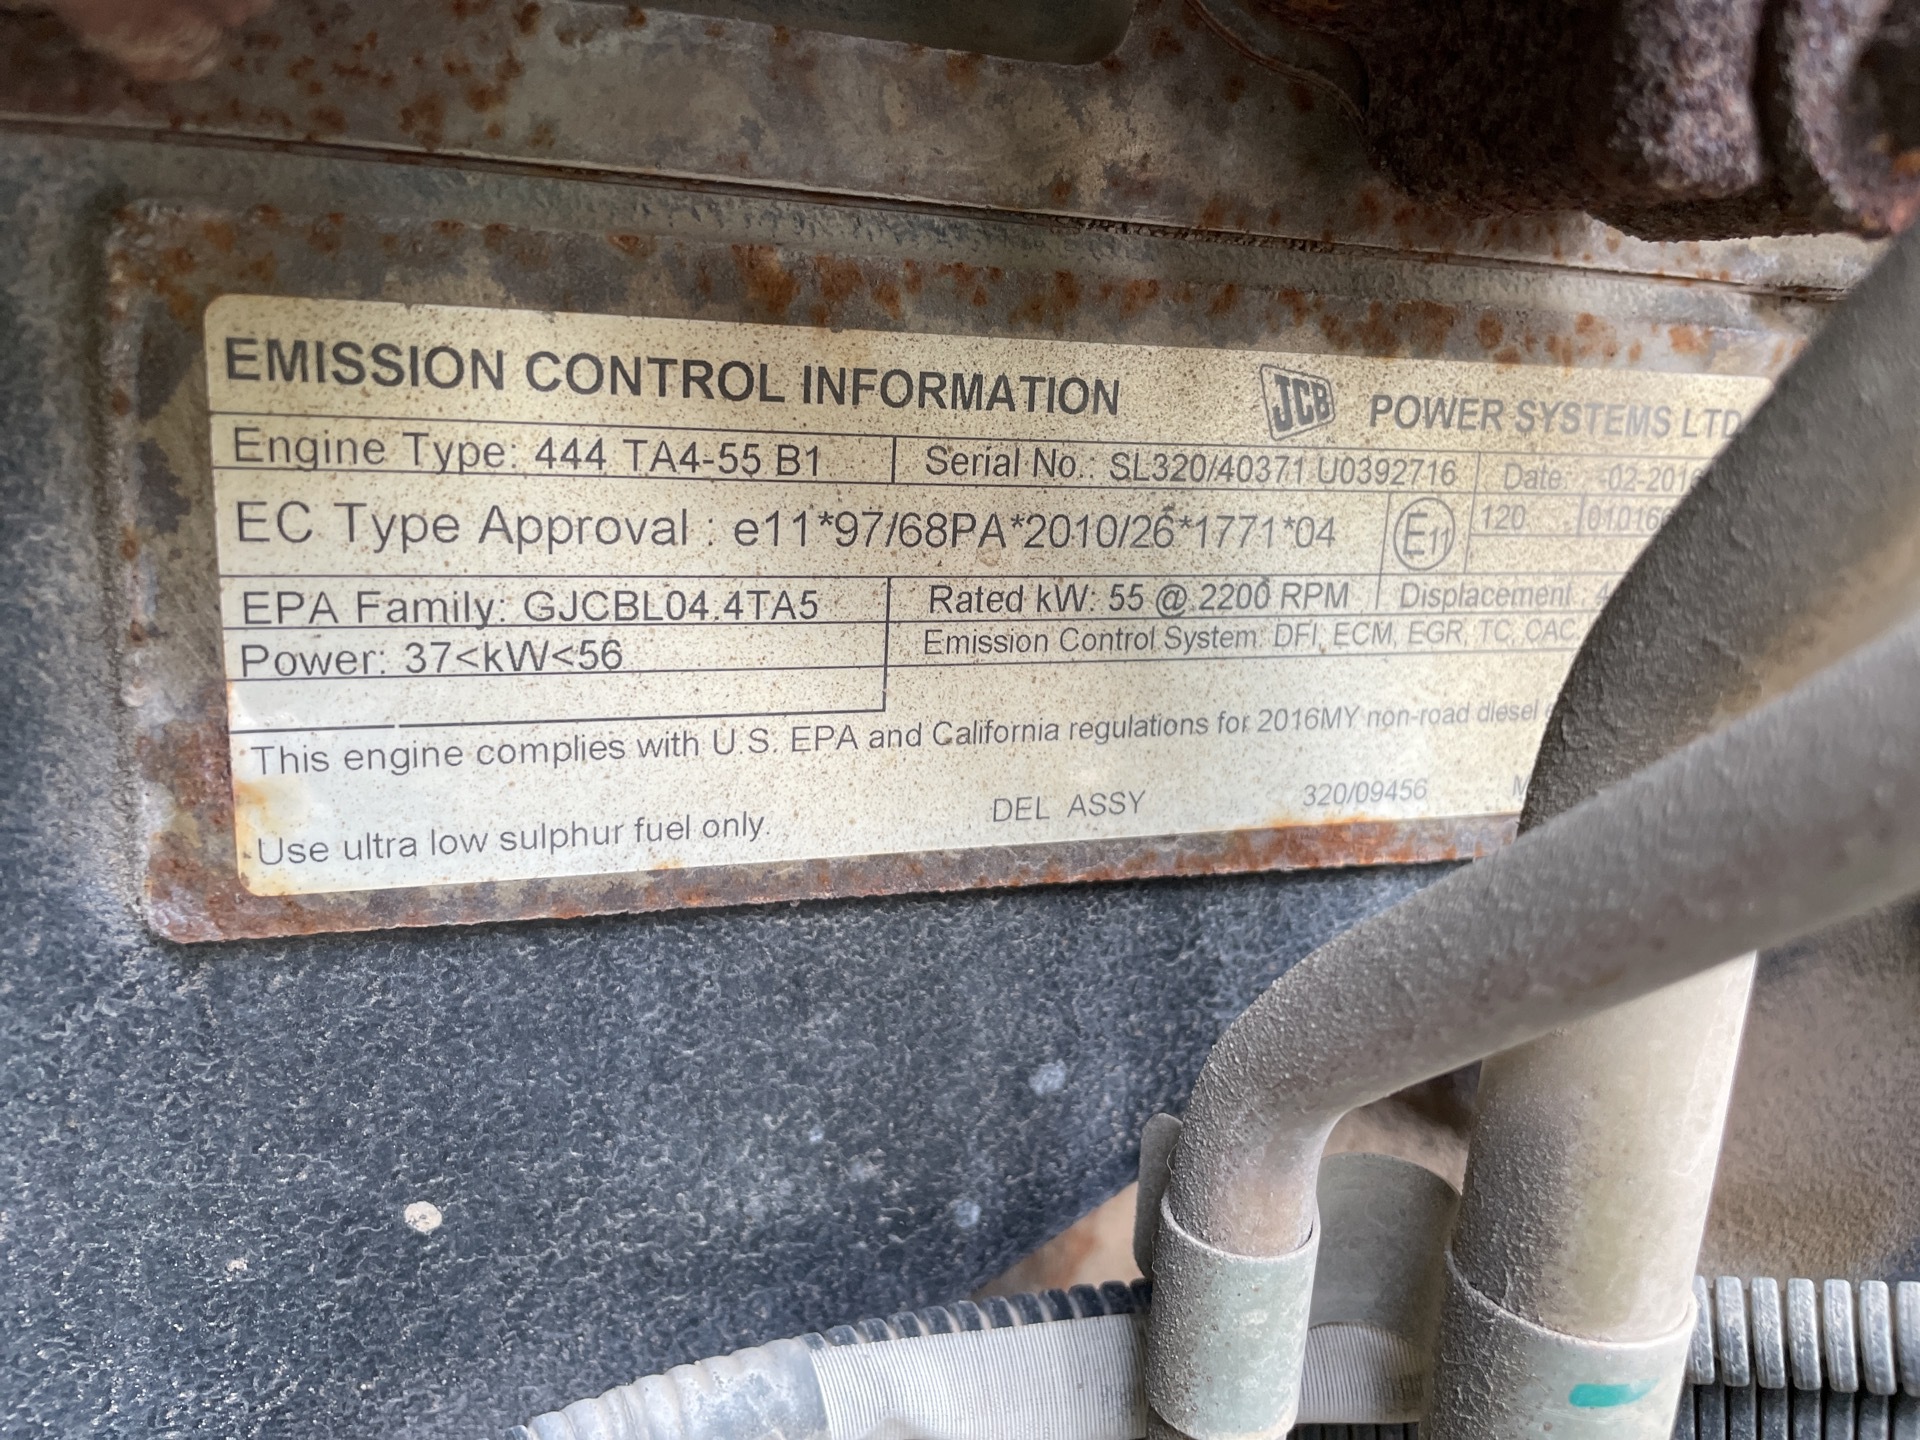 EMISSION CONTROL INFORMATION JCB POWER SYSTEMS LTD
Engine Type: 444 TA4-55 B1 Serial No.: SL320/40371 U0392716 Date: -02-2016
EC Type Approval : e11*97/68PA*2010/26*1771*04 E11 120
EPA Family: GJCBL04.4TA5 Rated kW: 55 @ 2200 RPM Displacement :
Power: 37<kW<56 Emission Control System: DFI, ECM, EGR, TC, CAC
This engine complies with U.S. EPA and California regulations for 2016MY non-road diesel
Use ultra low sulphur fuel only. DEL ASSY 320/09456